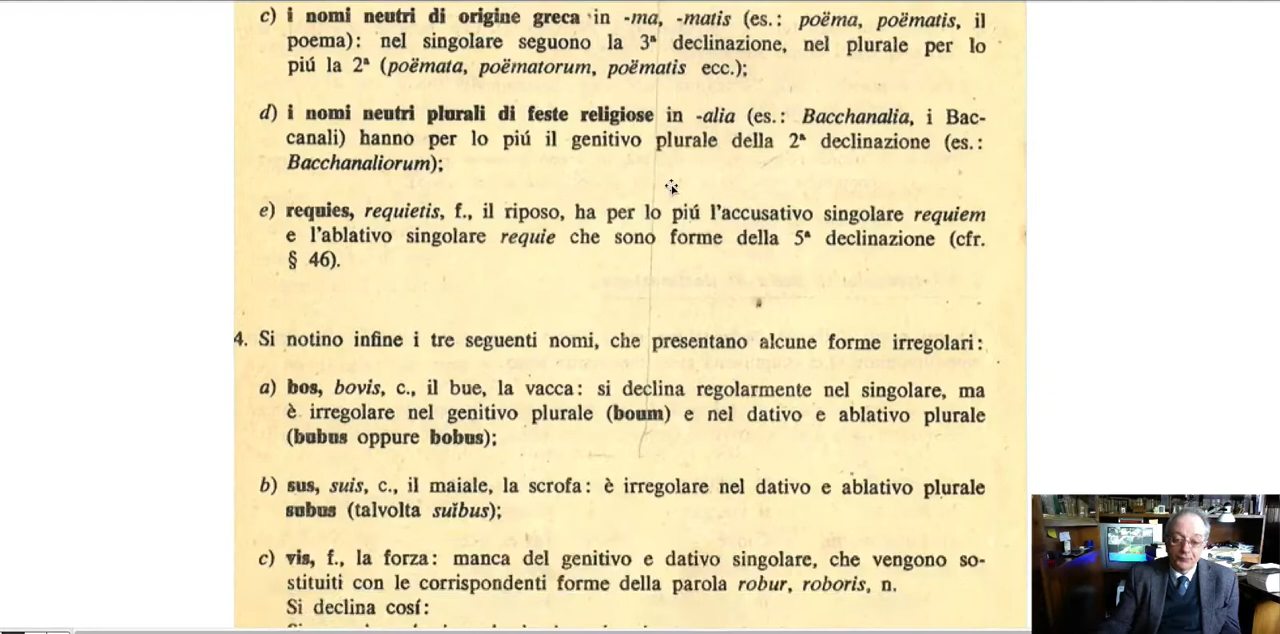 c) i nomi neutri di origine greca in -ma, -matis (es.: poëma, poëmatis, il
poema): nel singolare seguono la 3ª declinazione, nel plurale per lo
piú la 2ª (poëmata, poëmatorum, poëmatis ecc.);
d) i nomi neutri plurali di feste religiose in -alia (es.: Bacchanalia, i Bac-
canali) hanno per lo piú il genitivo plurale della 2ª declinazione (es.:
Bacchanaliorum);
e) requies, requietis, f., il riposo, ha per lo piú l'accusativo singolare requiem
e l'ablativo singolare requie che sono forme della 5ª declinazione (cfr.
§ 46).
4. Si notino infine i tre seguenti nomi, che presentano alcune forme irregolari:
a) bos, bovis, c., il bue, la vacca: si declina regolarmente nel singolare, ma
è irregolare nel genitivo plurale (boum) e nel dativo e ablativo plurale
(bubus oppure bobus);
b) sus, suis, c., il maiale, la scrofa: è irregolare nel dativo e ablativo plurale
subus (talvolta suĭbus);
c) vis, f., la forza: manca del genitivo e dativo singolare, che vengono so-
stituiti con le corrispondenti forme della parola robur, roboris, n.
Si declina cosí: